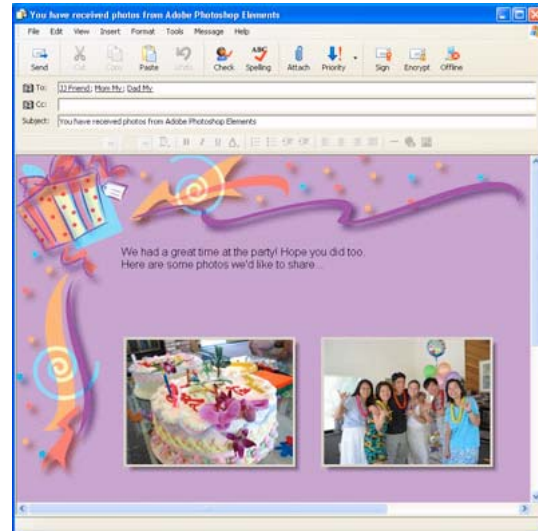 You have received photos from Adobe Photoshop Elements
File Edit View Insert Format Tools Message Help
Send Cut Copy Paste Undo Check Spelling Attach Priority Sign Encrypt Offline
To: JJ Friend; Mom My; Dad My;
Cc:
Subject: You have received photos from Adobe Photoshop Elements
B I U A
We had a great time at the party! Hope you did too.
Here are some photos we'd like to share...